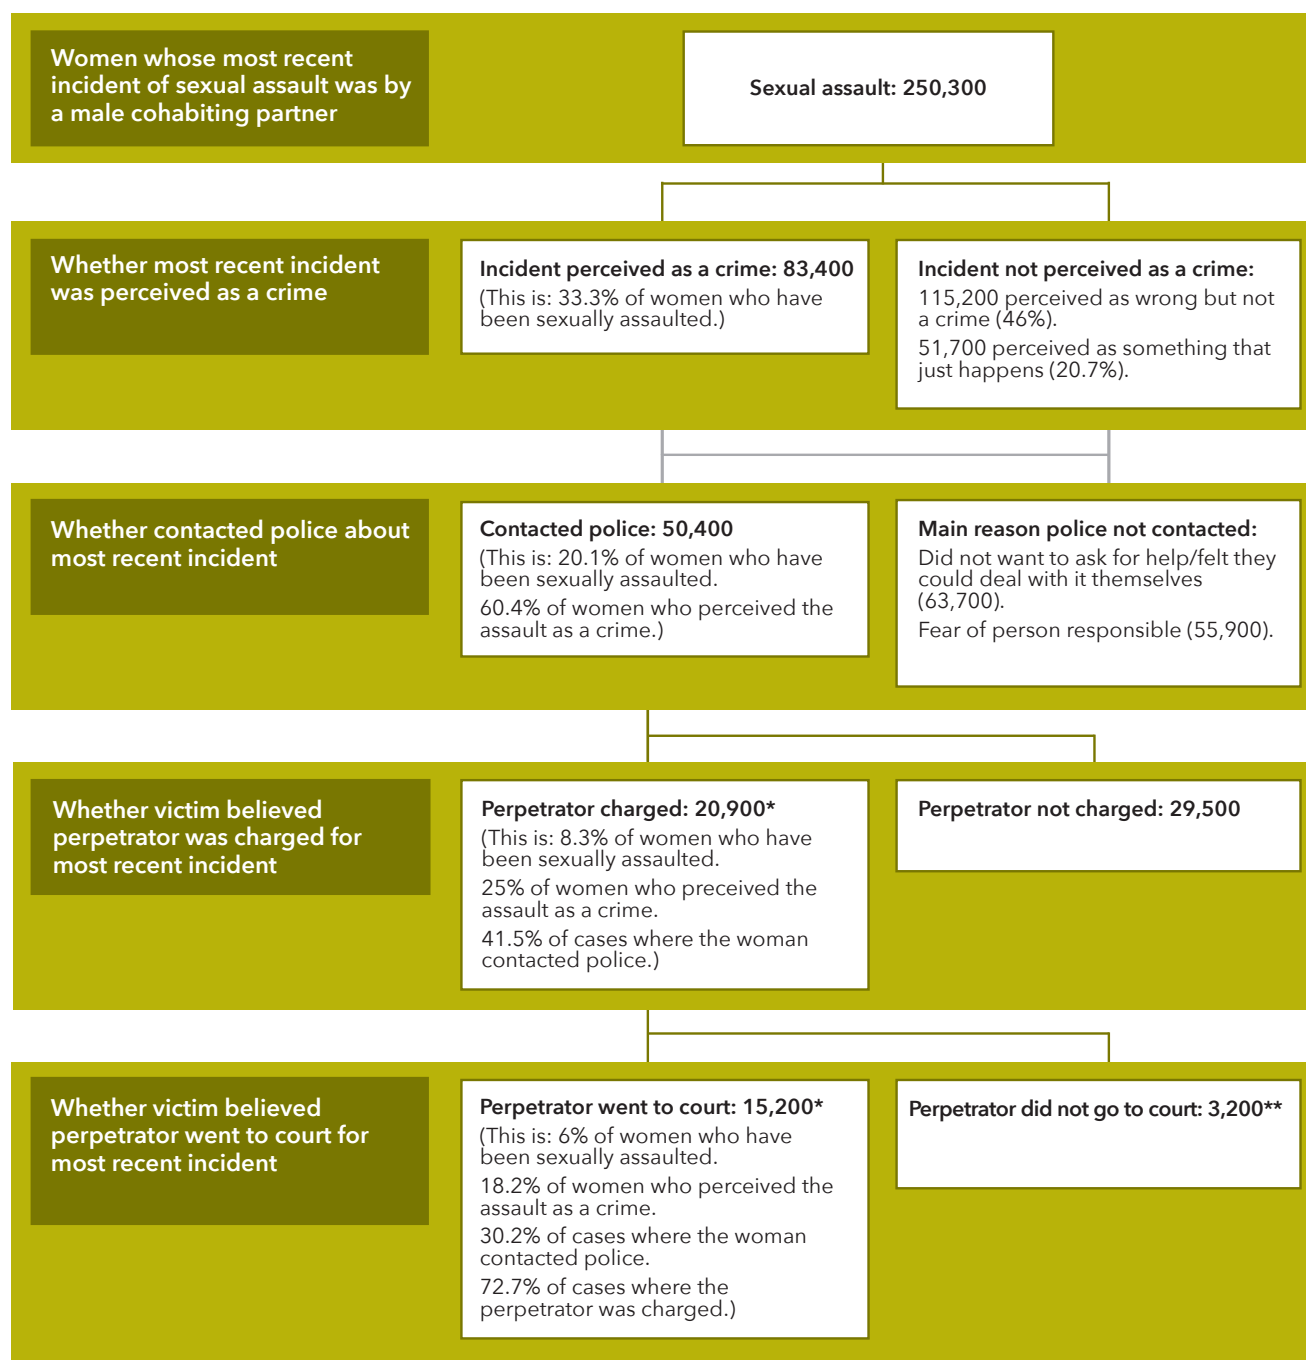 Women whose most recent
incident of sexual assault was by
a male cohabiting partner
Sexual assault: 250,300
Whether most recent incident
was perceived as a crime
Incident perceived as a crime: 83,400
(This is: 33.3% of women who have
been sexually assaulted.)
Incident not perceived as a crime:
115,200 perceived as wrong but not
a crime (46%).
51,700 perceived as something that
just happens (20.7%).
Whether contacted police about
most recent incident
Contacted police: 50,400
(This is: 20.1% of women who have
been sexually assaulted.
60.4% of women who perceived the
assault as a crime.)
Main reason police not contacted:
Did not want to ask for help/felt they
could deal with it themselves
(63,700).
Fear of person responsible (55,900).
Whether victim believed
perpetrator was charged for
most recent incident
Perpetrator charged: 20,900*
(This is: 8.3% of women who have
been sexually assaulted.
25% of women who preceived the
assault as a crime.
41.5% of cases where the woman
contacted police.)
Perpetrator not charged: 29,500
Whether victim believed
perpetrator went to court for
most recent incident
Perpetrator went to court: 15,200*
(This is: 6% of women who have
been sexually assaulted.
18.2% of women who perceived the
assault as a crime.
30.2% of cases where the woman
contacted police.
72.7% of cases where the
perpetrator was charged.)
Perpetrator did not go to court: 3,200**